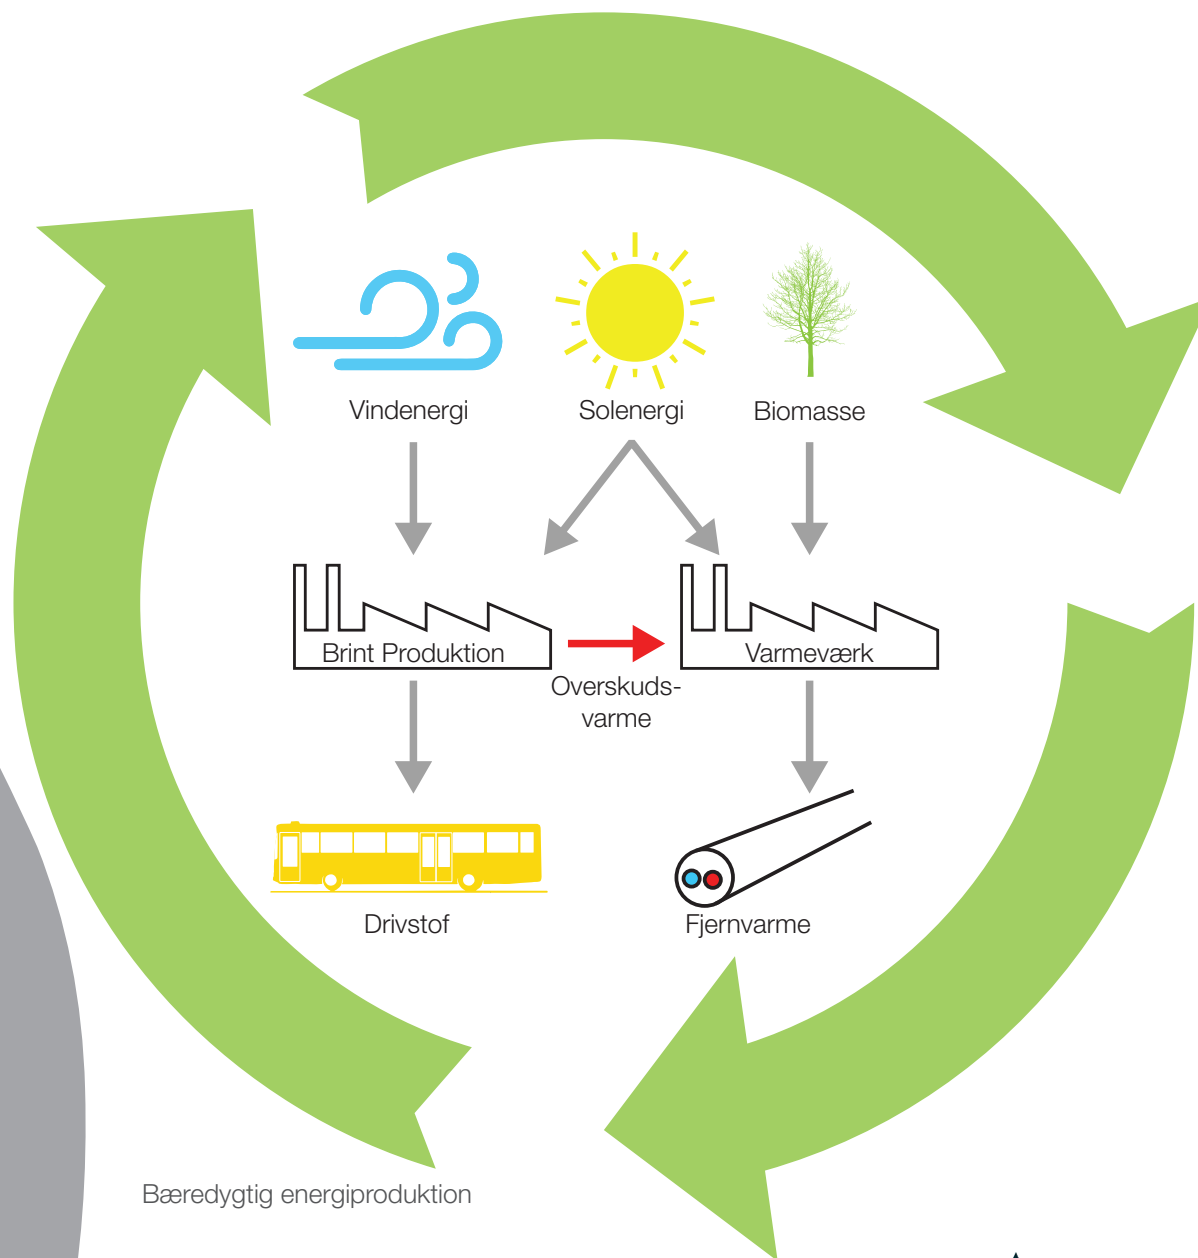 Vindenergi
Solenergi
Biomasse
Brint Produktion
Varmeværk
Overskuds-
varme
Drivstof
Fjernvarme
Bæredygtig energiproduktion